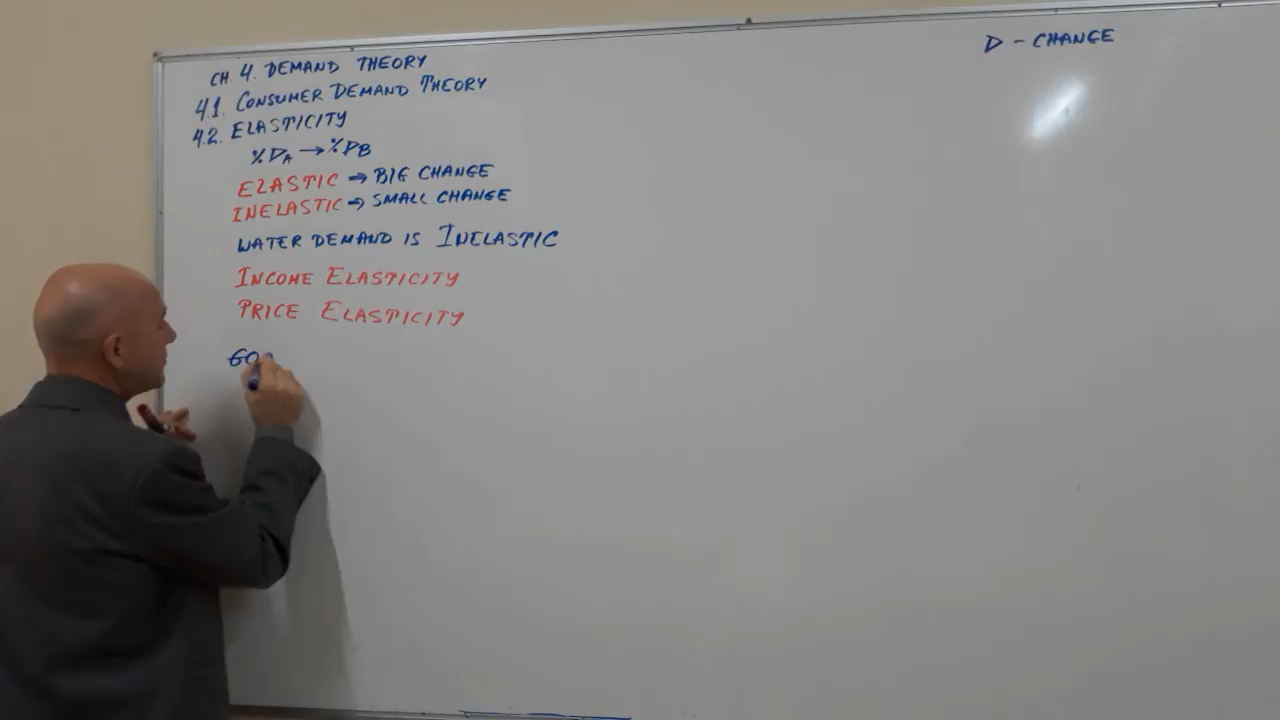 CH 4. DEMAND THEORY
4.1. CONSUMER DEMAND THEORY
4.2. ELASTICITY
%DA → %DB
ELASTIC ⇒ BIG CHANGE
INELASTIC ⇒ SMALL CHANGE
WATER DEMAND IS INELASTIC
INCOME ELASTICITY
PRICE ELASTICITY
GO
D - CHANGE